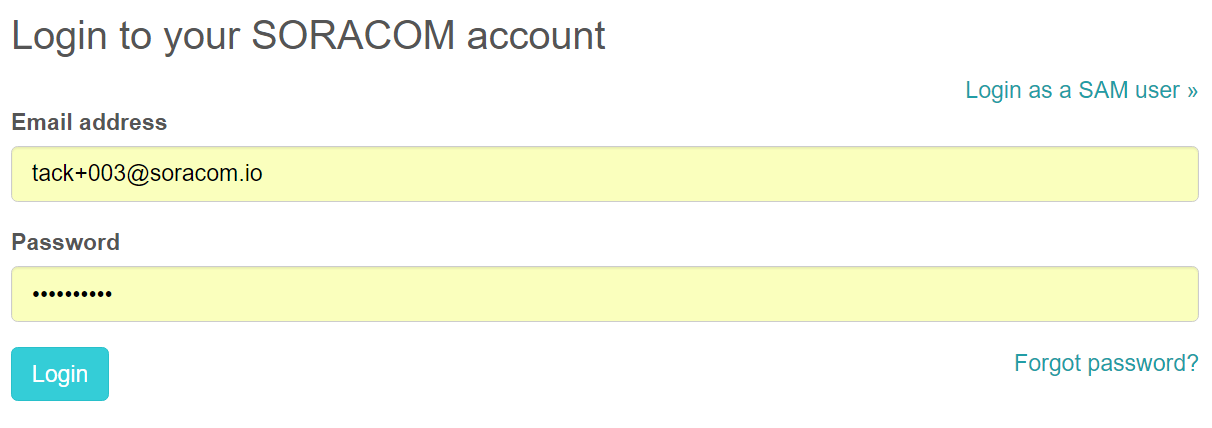 Login to your SORACOM account
Login as a SAM user »
Email address
tack+003@soracom.io
Password
••••••••••
Login
Forgot password?